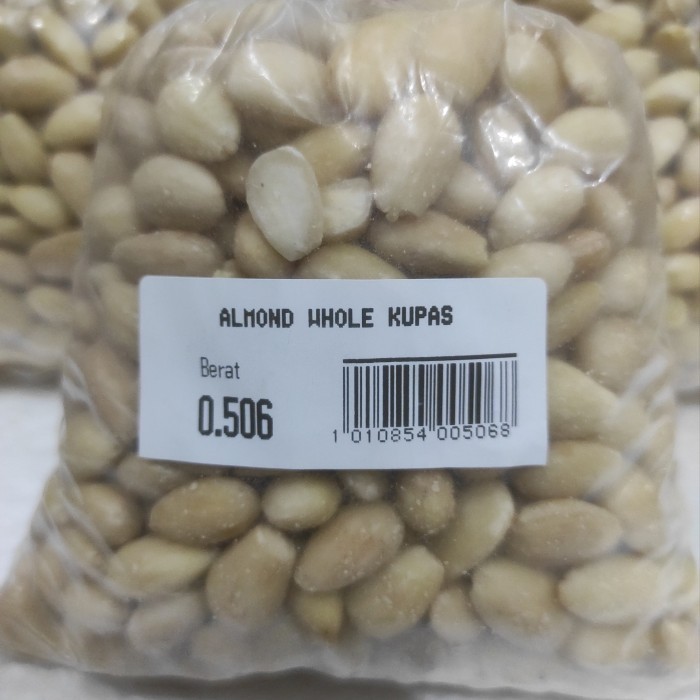 ALMOND WHOLE KUPAS
Berat
0.506
1 010854 005068